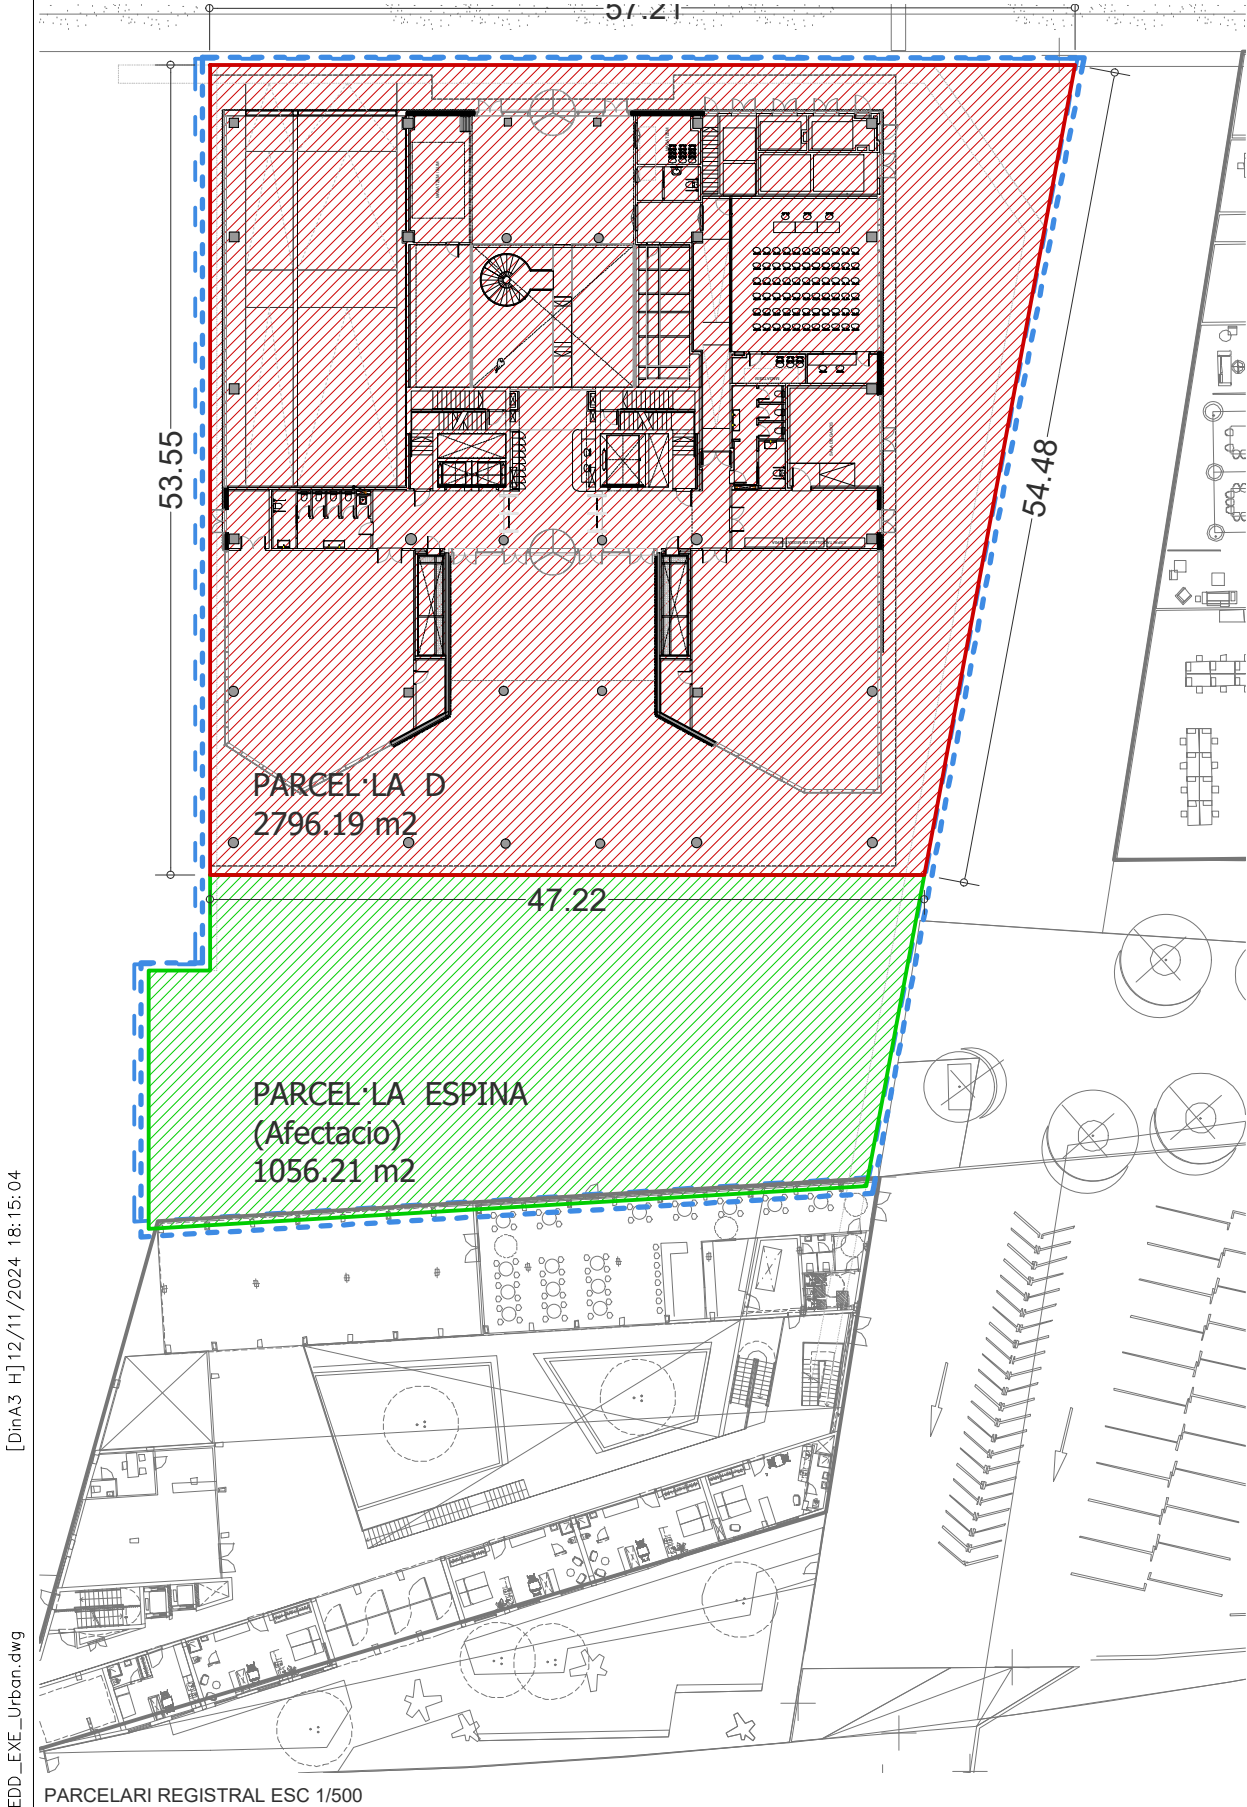 57.21
53.55
54.48
PARCEL·LA D
2796.19 m2
47.22
PARCEL·LA ESPINA
(Afectacio)
1056.21 m2
[DinA3 H] 12/11/2024 18:15:04
EDD_EXE_Urban.dwg
PARCELARI REGISTRAL ESC 1/500